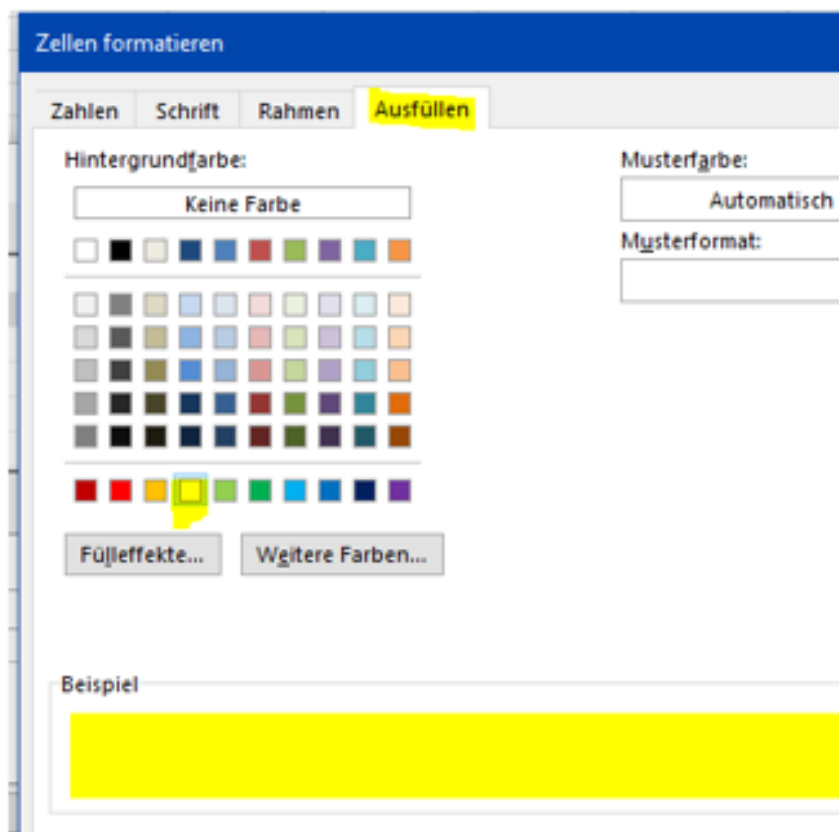 Zellen formatieren
Zahlen Schrift Rahmen Ausfüllen
Hintergrundfarbe:
Keine Farbe
Musterfarbe:
Automatisch
Musterformat:
Fülleffekte... Weitere Farben...
Beispiel